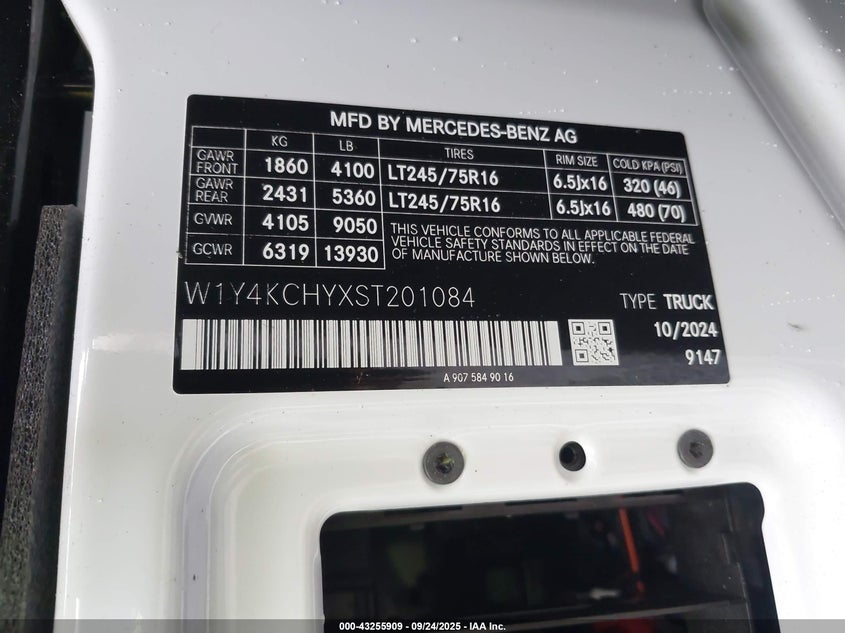 MFD BY MERCEDES-BENZ AG
KG LB TIRES RIM SIZE COLD KPA (PSI)
GAWR FRONT 1860 4100 LT245/75R16 6.5Jx16 320 (46)
GAWR REAR 2431 5360 LT245/75R16 6.5Jx16 480 (70)
GVWR 4105 9050
GCWR 6319 13930
THIS VEHICLE CONFORMS TO ALL APPLICABLE FEDERAL
VEHICLE SAFETY STANDARDS IN EFFECT ON THE DATE
OF MANUFACTURE SHOWN ABOVE.
W1Y4KCHYXST201084 TYPE TRUCK
10/2024
9147
A 907 584 90 16
000-43255909 - 09/24/2025 - IAA Inc.